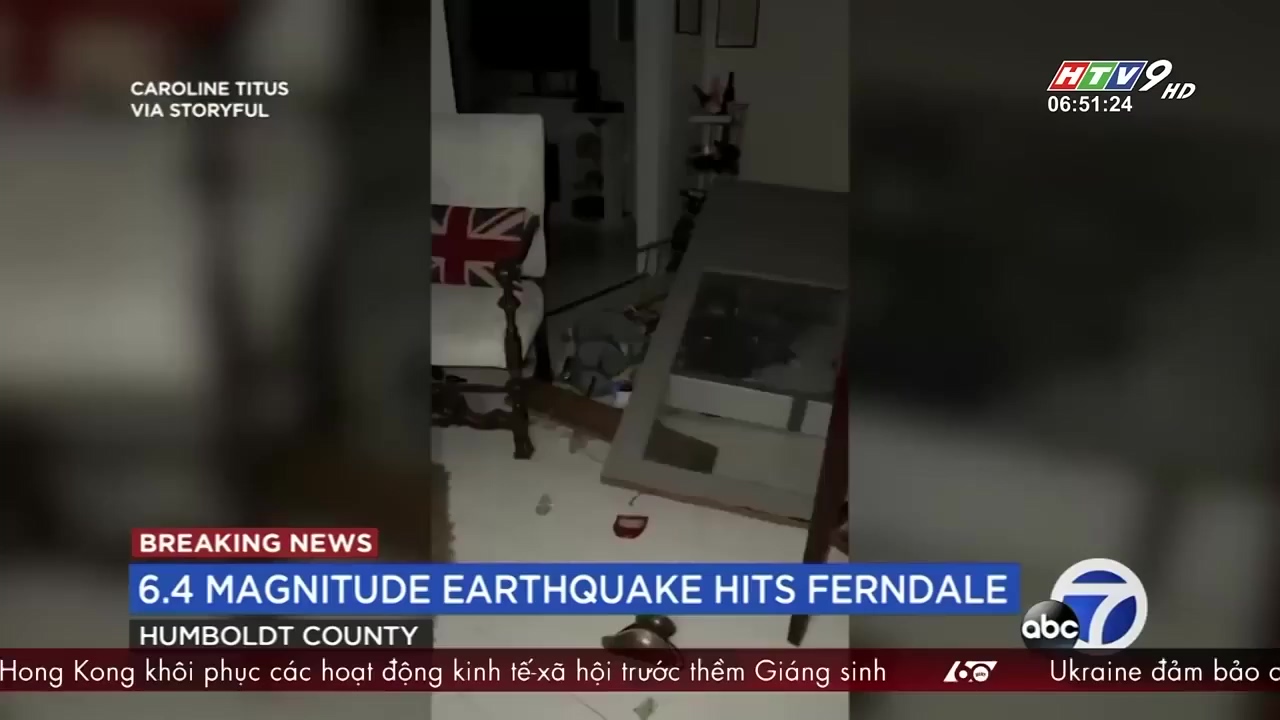 CAROLINE TITUS
VIA STORYFUL
HTV9 HD
06:51:24
BREAKING NEWS
6.4 MAGNITUDE EARTHQUAKE HITS FERNDALE
HUMBOLDT COUNTY
abc 7
Hong Kong khôi phục các hoạt động kinh tế-xã hội trước thềm Giáng sinh
60 giây
Ukraine đảm bảo